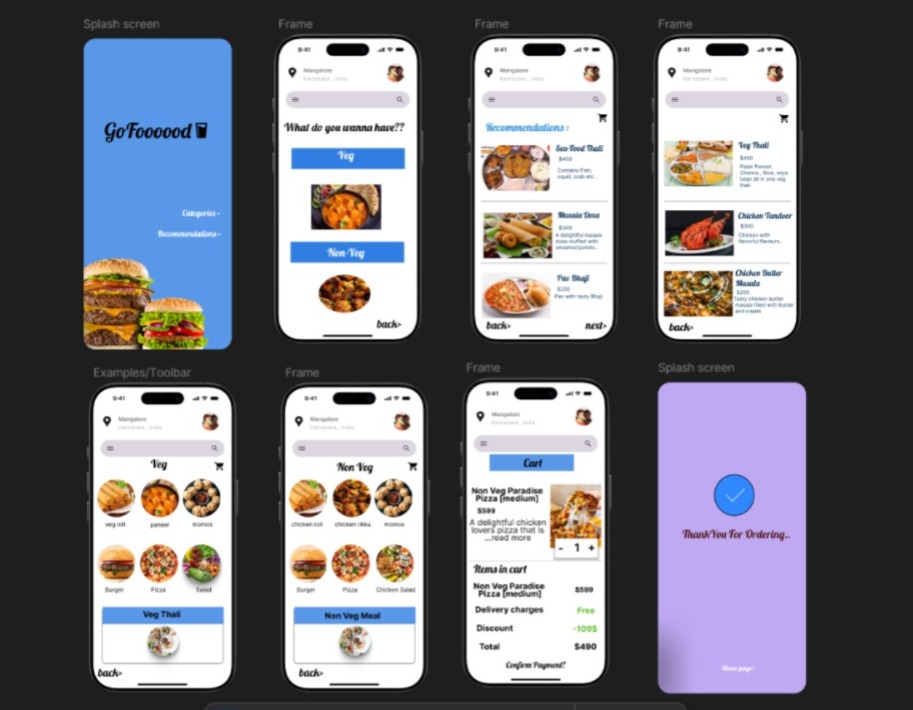 Splash screen
GoFoooood
Categories >
Recommendations >
Frame
9:41
Mangalore
Karnataka , India
What do you wanna have??
Veg
Non-Veg
back>
Frame
9:41
Mangalore
Karnataka , India
Recommendations :
Sea Food Thali
$450
Contains Fish,
squid, crab etc.
Masala Dosa
$369
A delightful masala
dosa stuffed with
smashed potato..
Pav Bhaji
$230
Pav with tasty Bhaji
back>
next>
Frame
9:41
Mangalore
Karnataka , India
Veg Thali
$490
Palak Paneer,
Chenna , Rice, soya
bean all in one veg
thali
Chicken Tandoor
$300
Chicken with
flavorful flavours..
Chicken Butter
Masala
$200
Tasty chicken butter
masala filled with butter
and cream
back>
Examples/Toolbar
9:41
Mangalore
Karnataka , India
Veg
veg roll
paneer
momos
Burger
Pizza
Salad
Veg Thali
back>
Frame
9:41
Mangalore
Karnataka , India
Non Veg
chicken roll
chicken tikka
momos
Burger
Pizza
Chicken Salad
Non Veg Meal
back>
Frame
9:41
Mangalore
Karnataka , India
Cart
Non Veg Paradise
Pizza [medium]
$599
A delightful chicken
lovers pizza that is
...read more
- 1 +
Items in cart
Non Veg Paradise
Pizza [medium]
$599
Delivery charges
Free
Discount
-109$
Total
$490
Confirm Payment?
Splash screen
ThankYou For Ordering..
Home page>